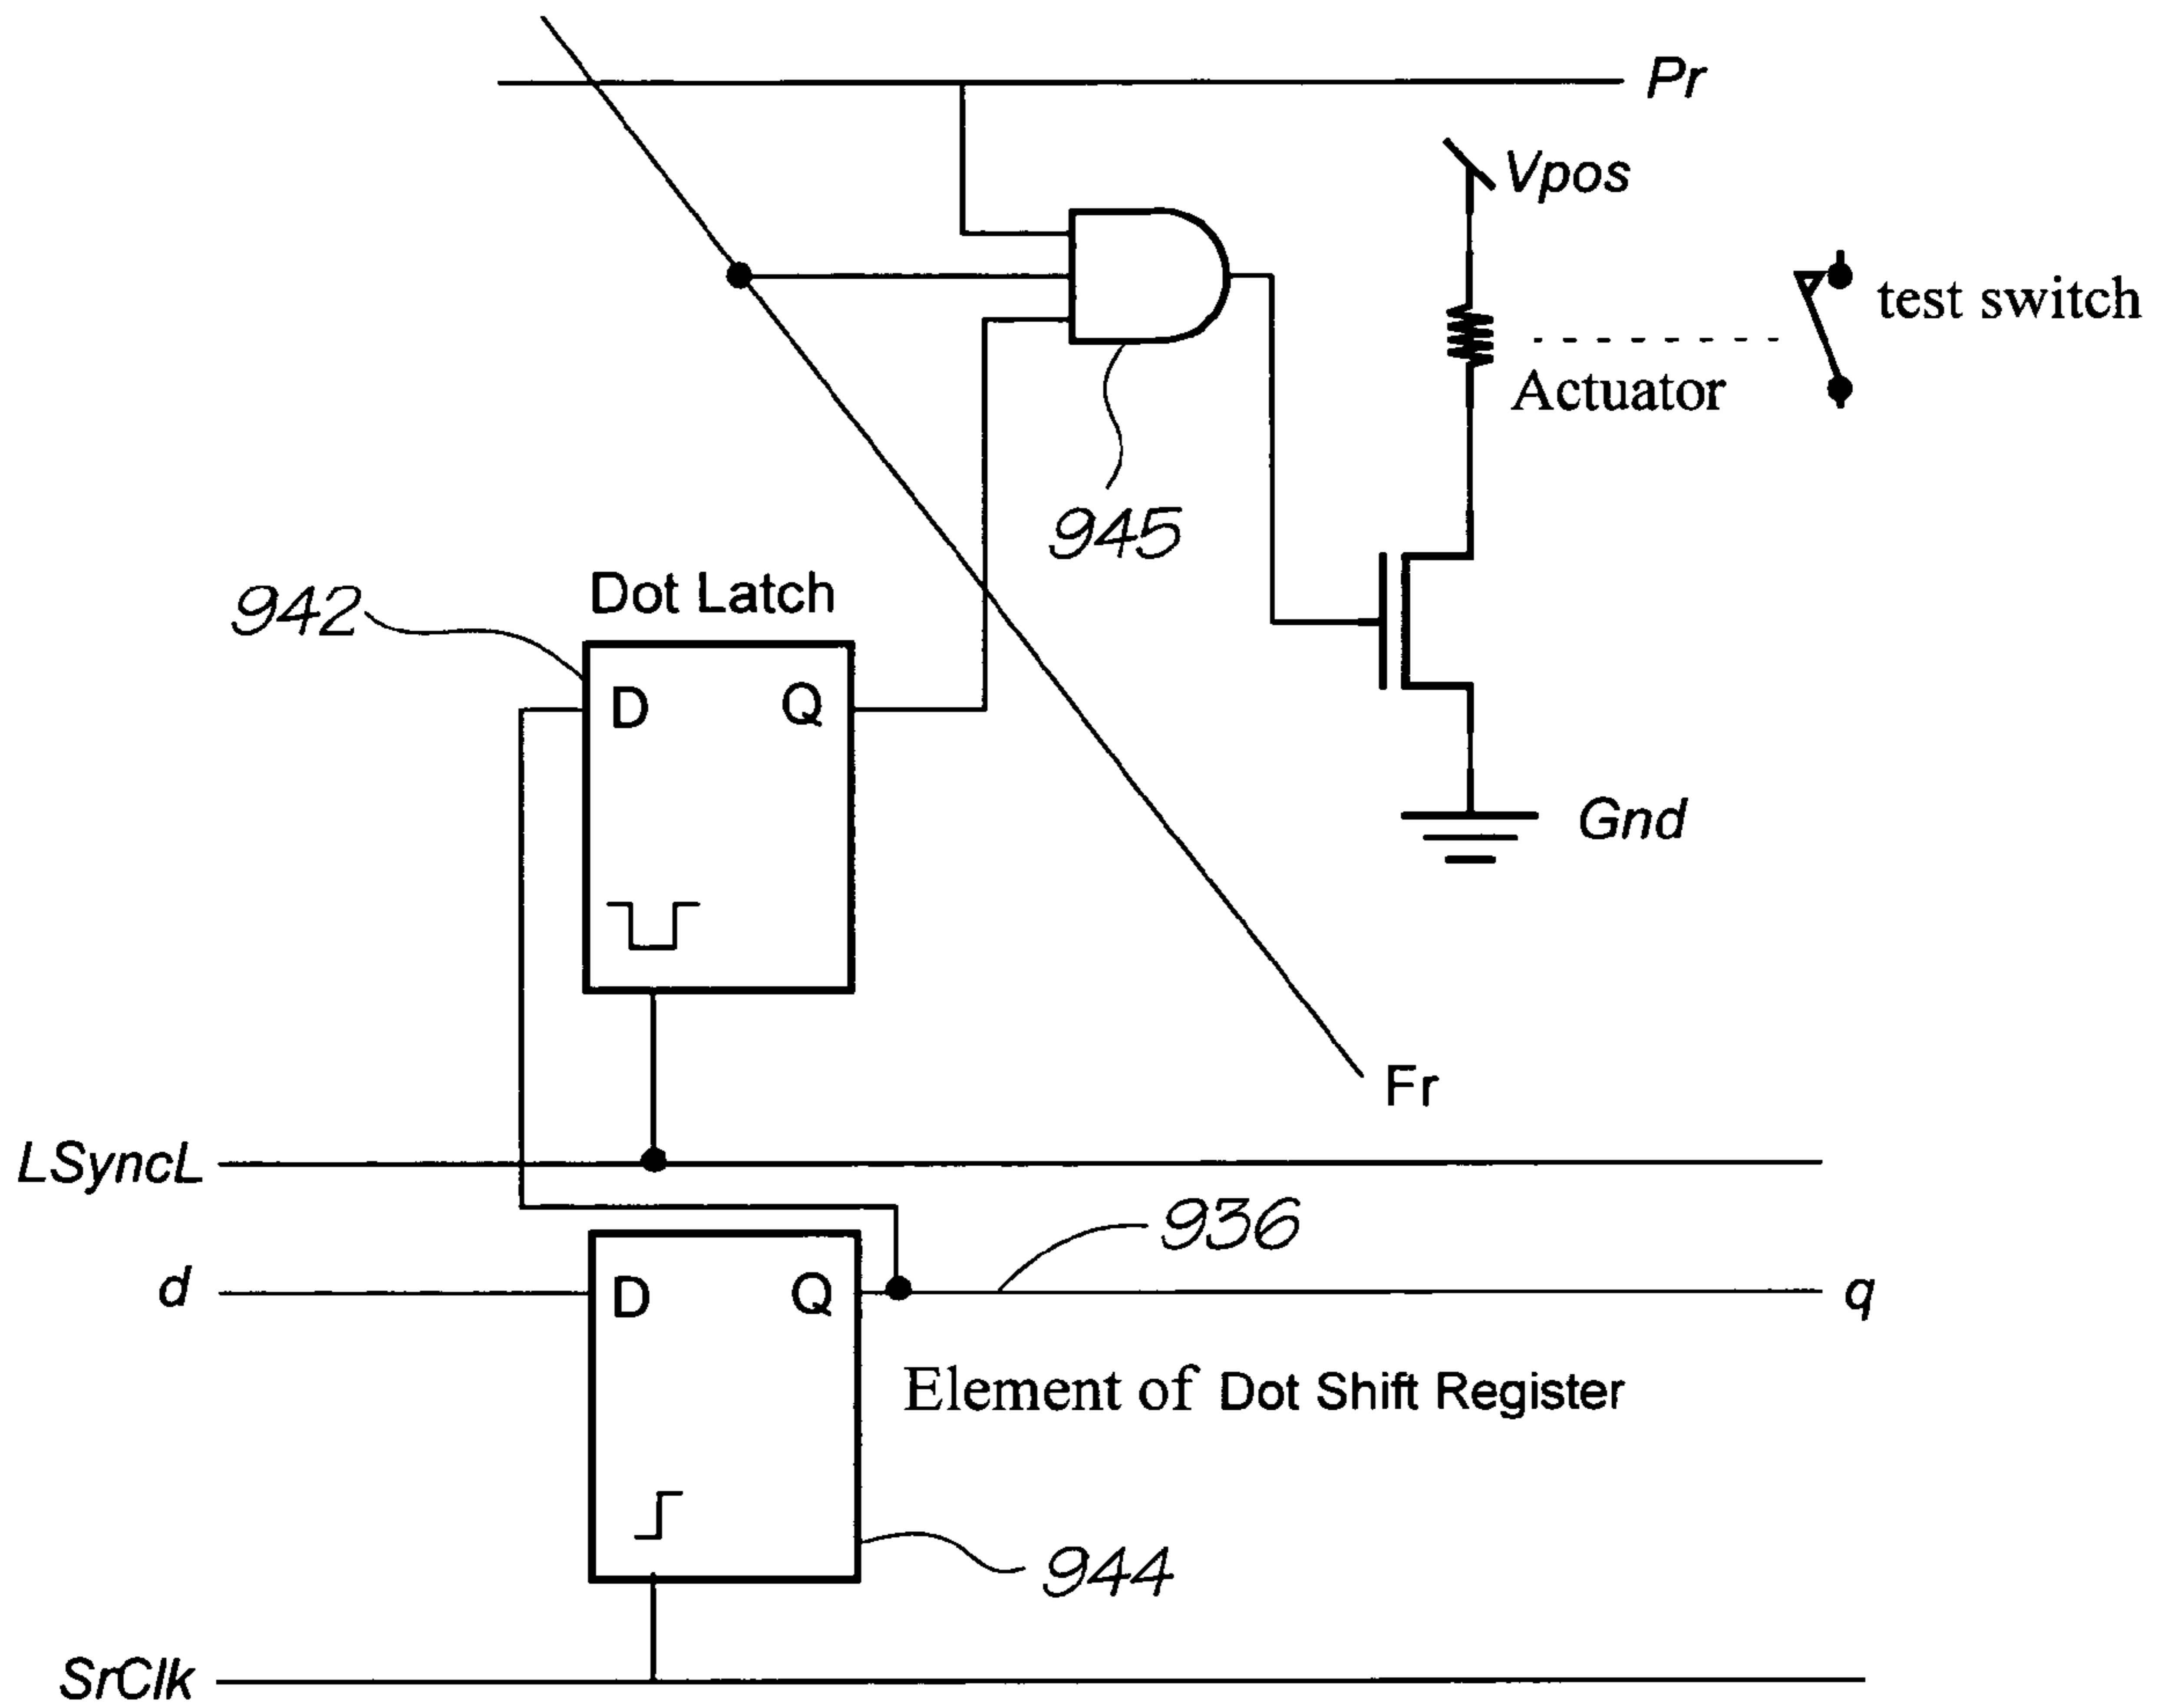 Pr
Vpos
test switch
Actuator
945
942
Dot Latch
D Q
Gnd
Fr
LSyncL
936
d
D Q
q
Element of Dot Shift Register
944
SrClk